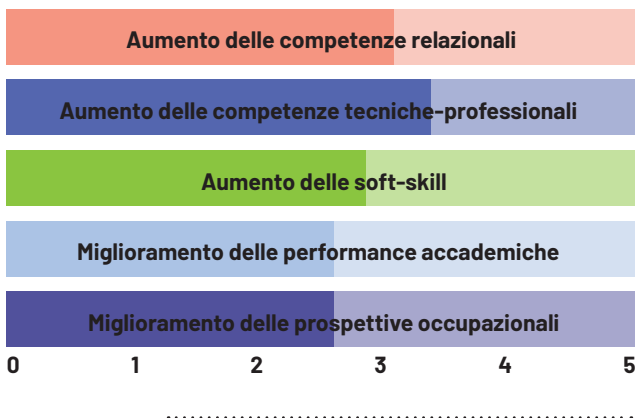 Aumento delle competenze relazionali
Aumento delle competenze tecniche-professionali
Aumento delle soft-skill
Miglioramento delle performance accademiche
Miglioramento delle prospettive occupazionali
0 1 2 3 4 5